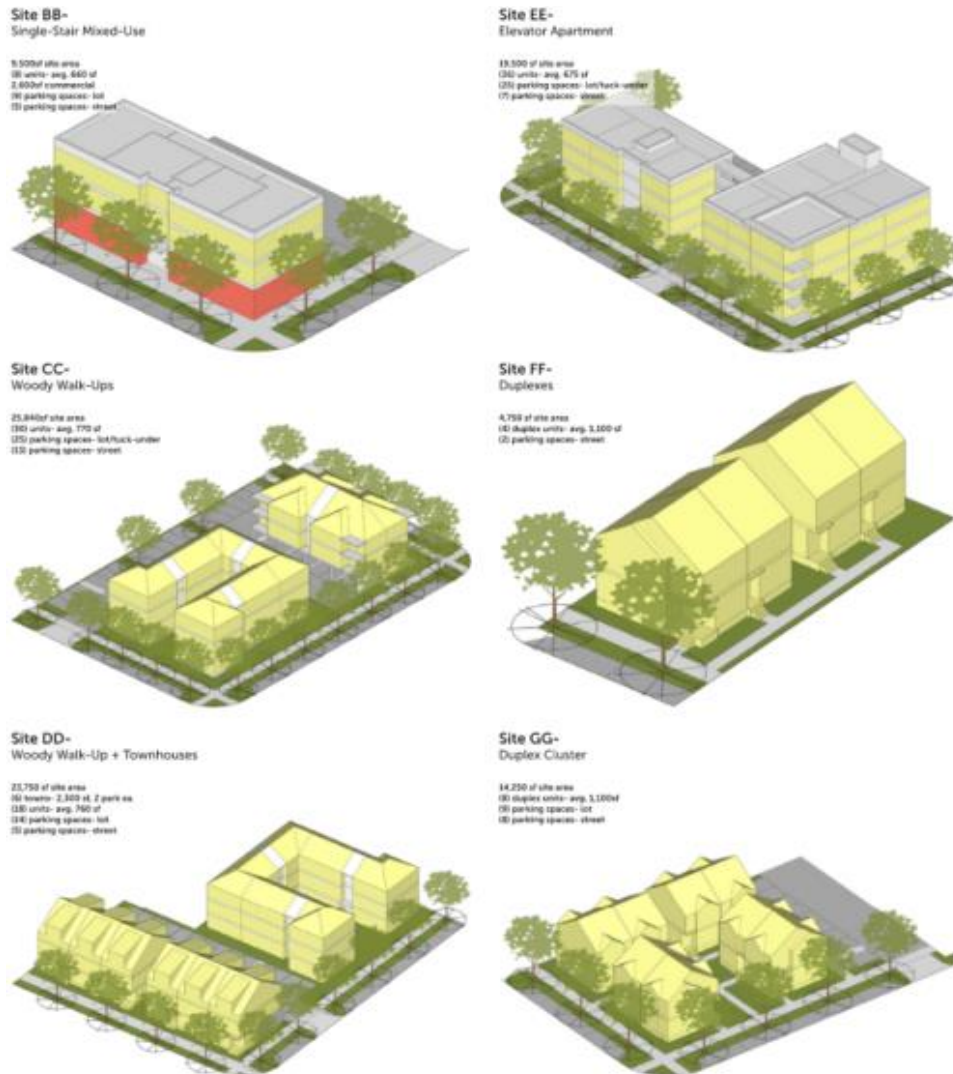 Site BB-
Single-Stair Mixed-Use
9,500sf site area
(8) units- avg. 660 sf
2,600sf commercial
(9) parking spaces- lot
(5) parking spaces- street
Site EE-
Elevator Apartment
19,500 sf site area
(26) units- avg. 675 sf
(25) parking spaces- lot/tuck-under
(7) parking spaces- street
Site CC-
Woody Walk-Ups
25,840sf site area
(30) units- avg. 770 sf
(25) parking spaces- lot/tuck-under
(13) parking spaces- street
Site FF-
Duplexes
4,750 sf site area
(4) duplex units- avg. 1,100 sf
(2) parking spaces- street
Site DD-
Woody Walk-Up + Townhouses
23,750 sf site area
(6) towns- 2,300 sf, 2 park ea.
(18) units- avg. 760 sf
(14) parking spaces- lot
(5) parking spaces- street
Site GG-
Duplex Cluster
14,250 sf site area
(8) duplex units- avg. 1,100sf
(9) parking spaces- lot
(8) parking spaces- street